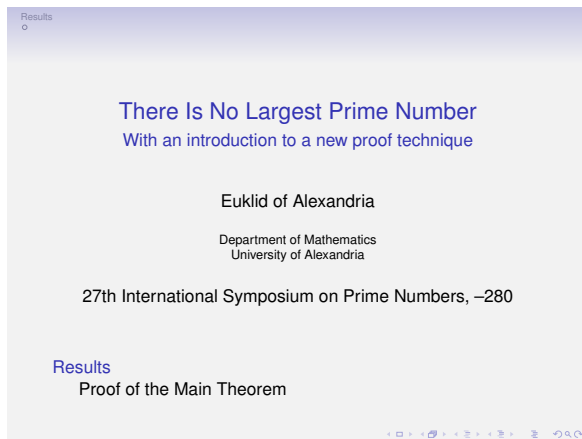 Results
There Is No Largest Prime Number
With an introduction to a new proof technique
Euklid of Alexandria
Department of Mathematics
University of Alexandria
27th International Symposium on Prime Numbers, –280
Results
Proof of the Main Theorem